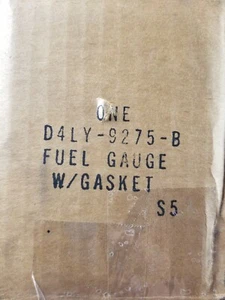 ONE
D4LY-9275-B
FUEL GAUGE
W/GASKET
S5